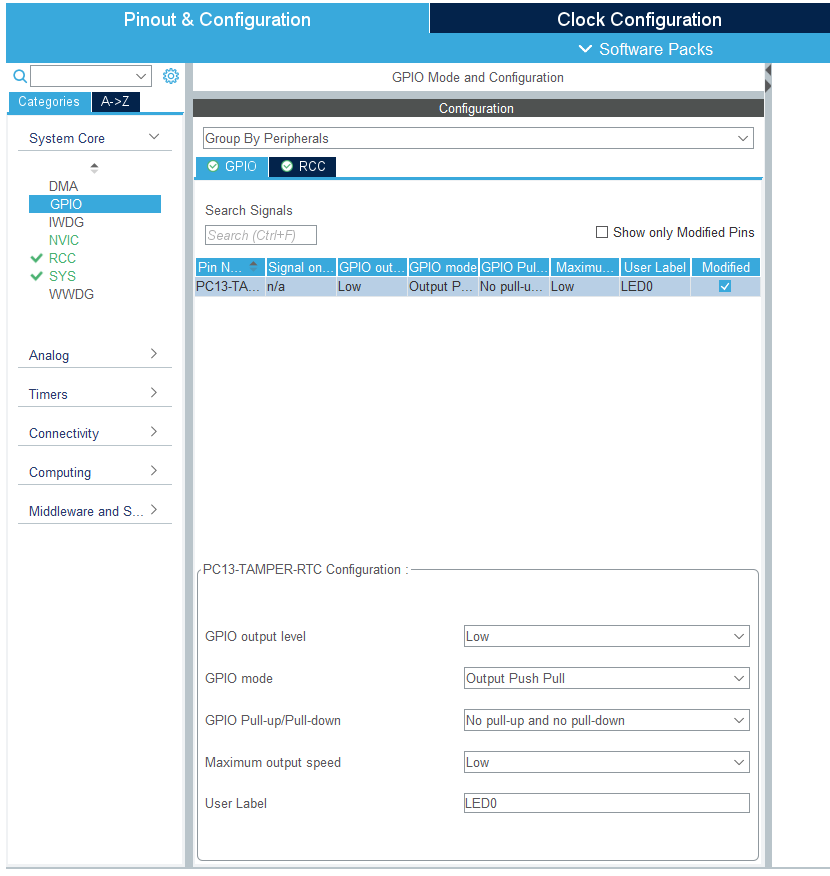 Pinout & Configuration
Clock Configuration
Software Packs
Categories
A->Z
System Core
DMA
GPIO
IWDG
NVIC
RCC
SYS
WWDG
Analog
Timers
Connectivity
Computing
Middleware and S...
GPIO Mode and Configuration
Configuration
Group By Peripherals
GPIO
RCC
Search Signals
Search (Ctrl+F)
Show only Modified Pins
Pin N... Signal on... GPIO out... GPIO mode GPIO Pul... Maximu... User Label Modified
PC13-TA... n/a Low Output P... No pull-u... Low LED0
PC13-TAMPER-RTC Configuration :
GPIO output level Low
GPIO mode Output Push Pull
GPIO Pull-up/Pull-down No pull-up and no pull-down
Maximum output speed Low
User Label LED0